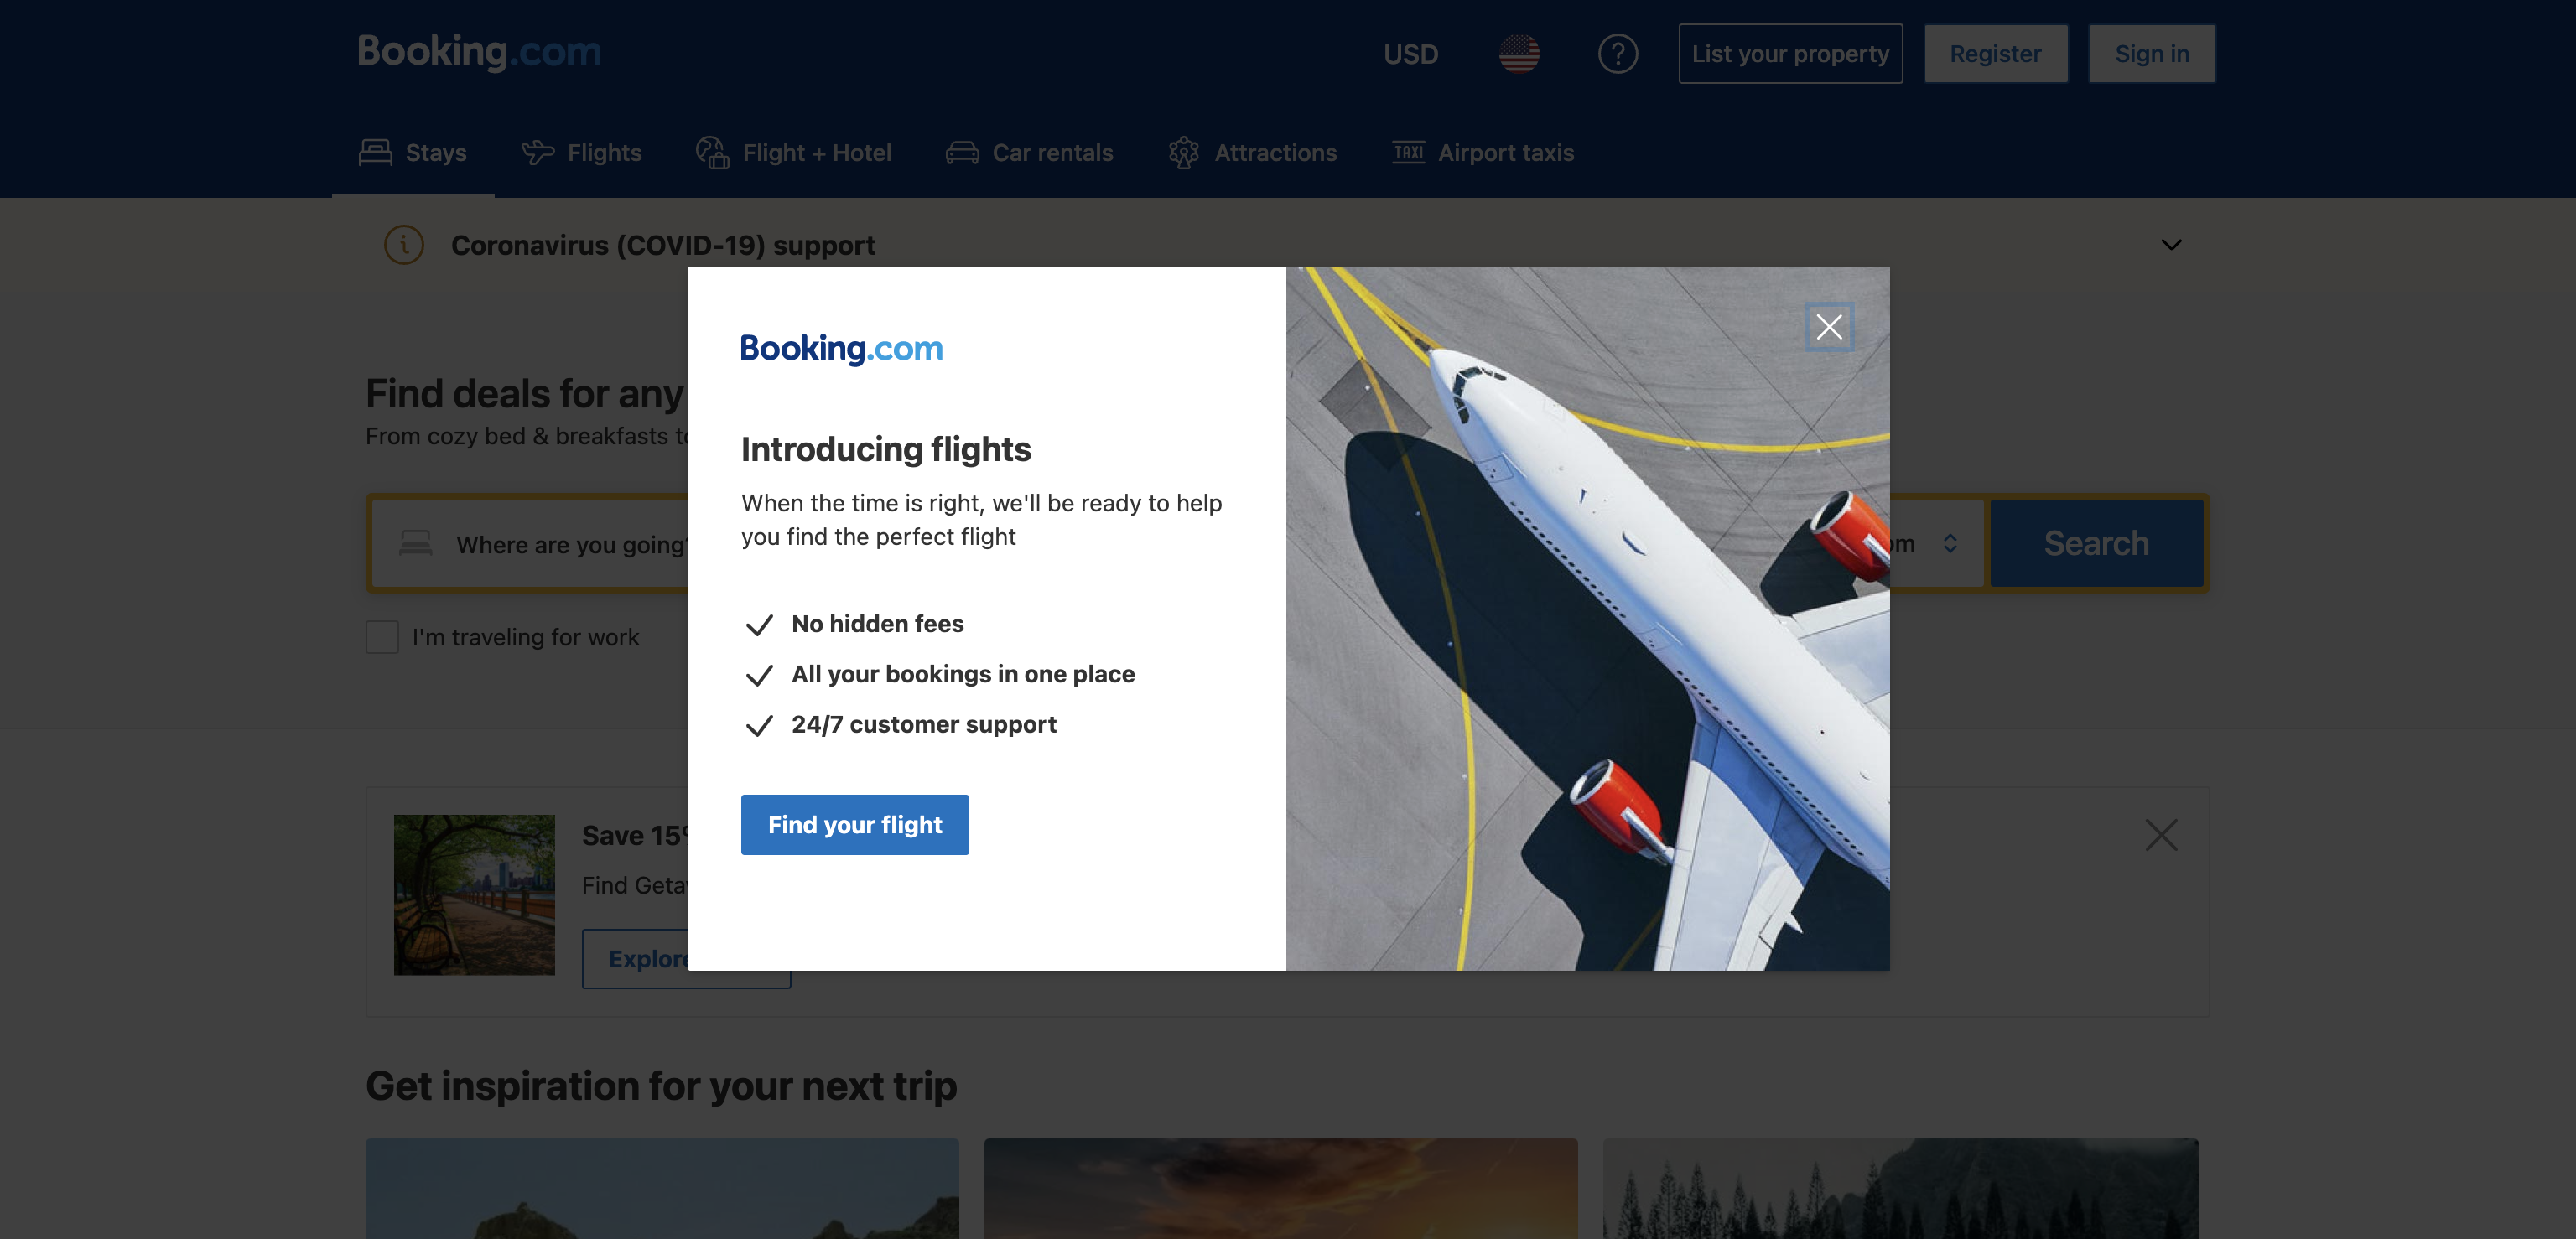 Booking.com
USD
List your property
Register
Sign in
Stays
Flights
Flight + Hotel
Car rentals
Attractions
TAXI Airport taxis
Coronavirus (COVID-19) support
Find deals for any
From cozy bed & breakfasts
Where are you going?
Search
I'm traveling for work
Booking.com
Introducing flights
When the time is right, we'll be ready to help
you find the perfect flight
No hidden fees
All your bookings in one place
24/7 customer support
Find your flight
Save 15
Find
Get inspiration for your next trip